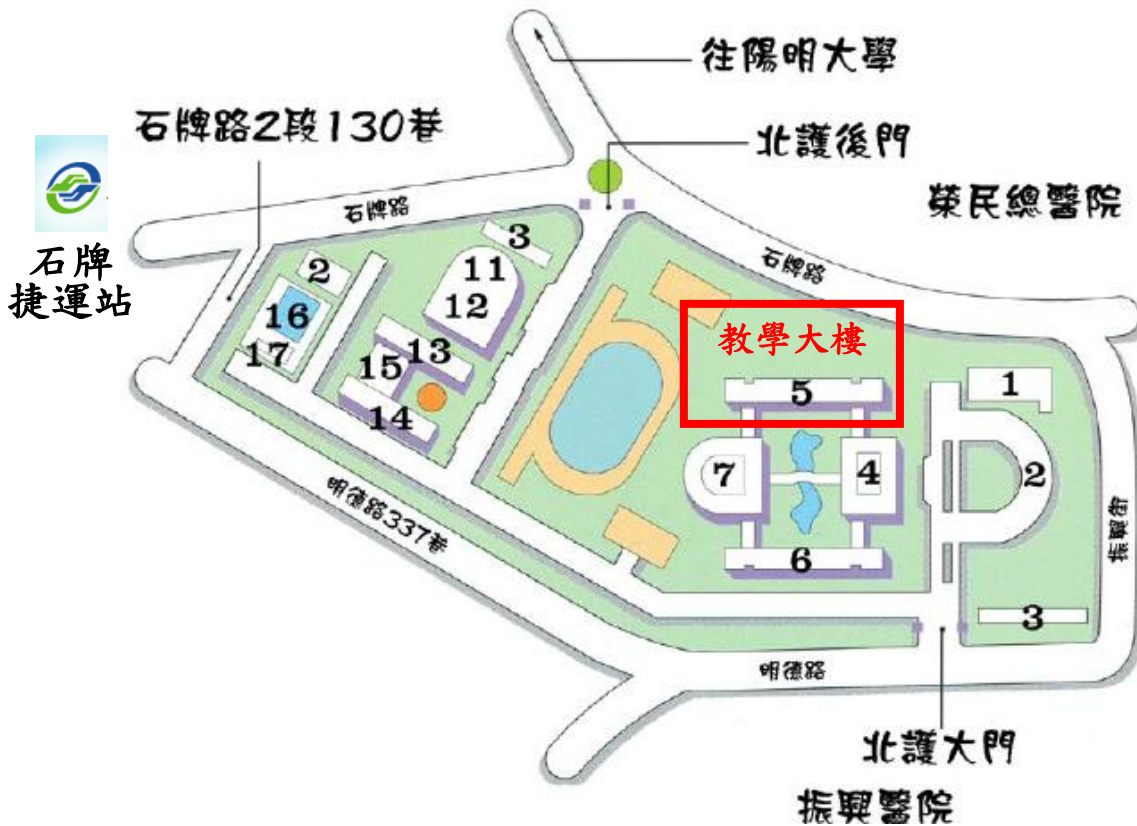 往陽明大學
石牌路2段130巷
北護後門
榮民總醫院
石牌路
3
石牌
捷運站
2
11
石牌路
16
12
教學大樓
17
13
15
5
1
14
7
4
2
明德路337巷
振興街
6
3
明德路
北護大門
振興醫院